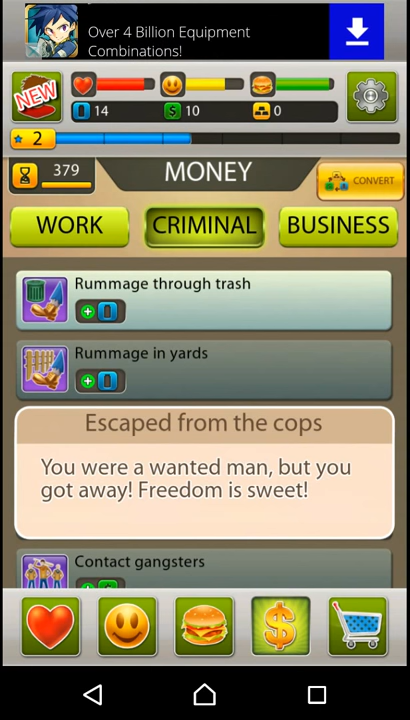 Over 4 Billion Equipment
Combinations!
NEW
14
10
0
2
379
MONEY
CONVERT
WORK
CRIMINAL
BUSINESS
Rummage through trash
Rummage in yards
Escaped from the cops
You were a wanted man, but you
got away! Freedom is sweet!
Contact gangsters